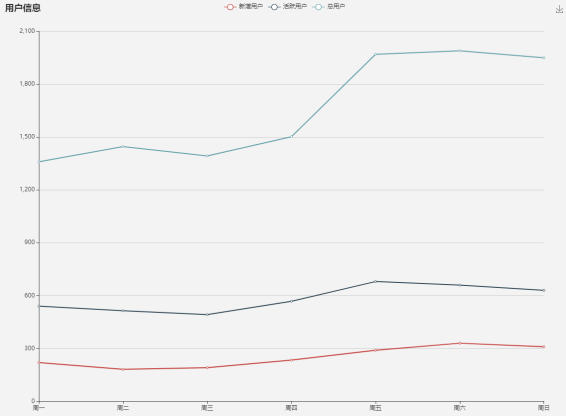 用户信息
新增用户 活跃用户 总用户
2,100
1,800
1,500
1,200
900
600
300
0
周一 周二 周三 周四 周五 周六 周日